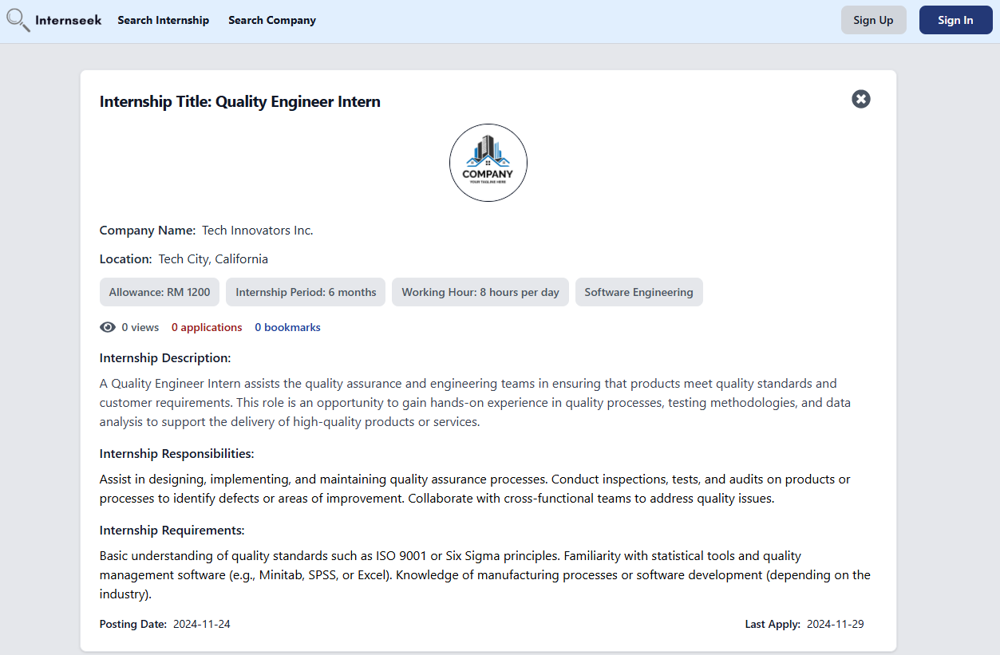 Internseek Search Internship Search Company Sign Up Sign In
Internship Title: Quality Engineer Intern
COMPANY
YOUR TAGLINE HERE
Company Name: Tech Innovators Inc.
Location: Tech City, California
Allowance: RM 1200 Internship Period: 6 months Working Hour: 8 hours per day Software Engineering
0 views 0 applications 0 bookmarks
Internship Description:
A Quality Engineer Intern assists the quality assurance and engineering teams in ensuring that products meet quality standards and
customer requirements. This role is an opportunity to gain hands-on experience in quality processes, testing methodologies, and data
analysis to support the delivery of high-quality products or services.
Internship Responsibilities:
Assist in designing, implementing, and maintaining quality assurance processes. Conduct inspections, tests, and audits on products or
processes to identify defects or areas of improvement. Collaborate with cross-functional teams to address quality issues.
Internship Requirements:
Basic understanding of quality standards such as ISO 9001 or Six Sigma principles. Familiarity with statistical tools and quality
management software (e.g., Minitab, SPSS, or Excel). Knowledge of manufacturing processes or software development (depending on the
industry).
Posting Date: 2024-11-24 Last Apply: 2024-11-29